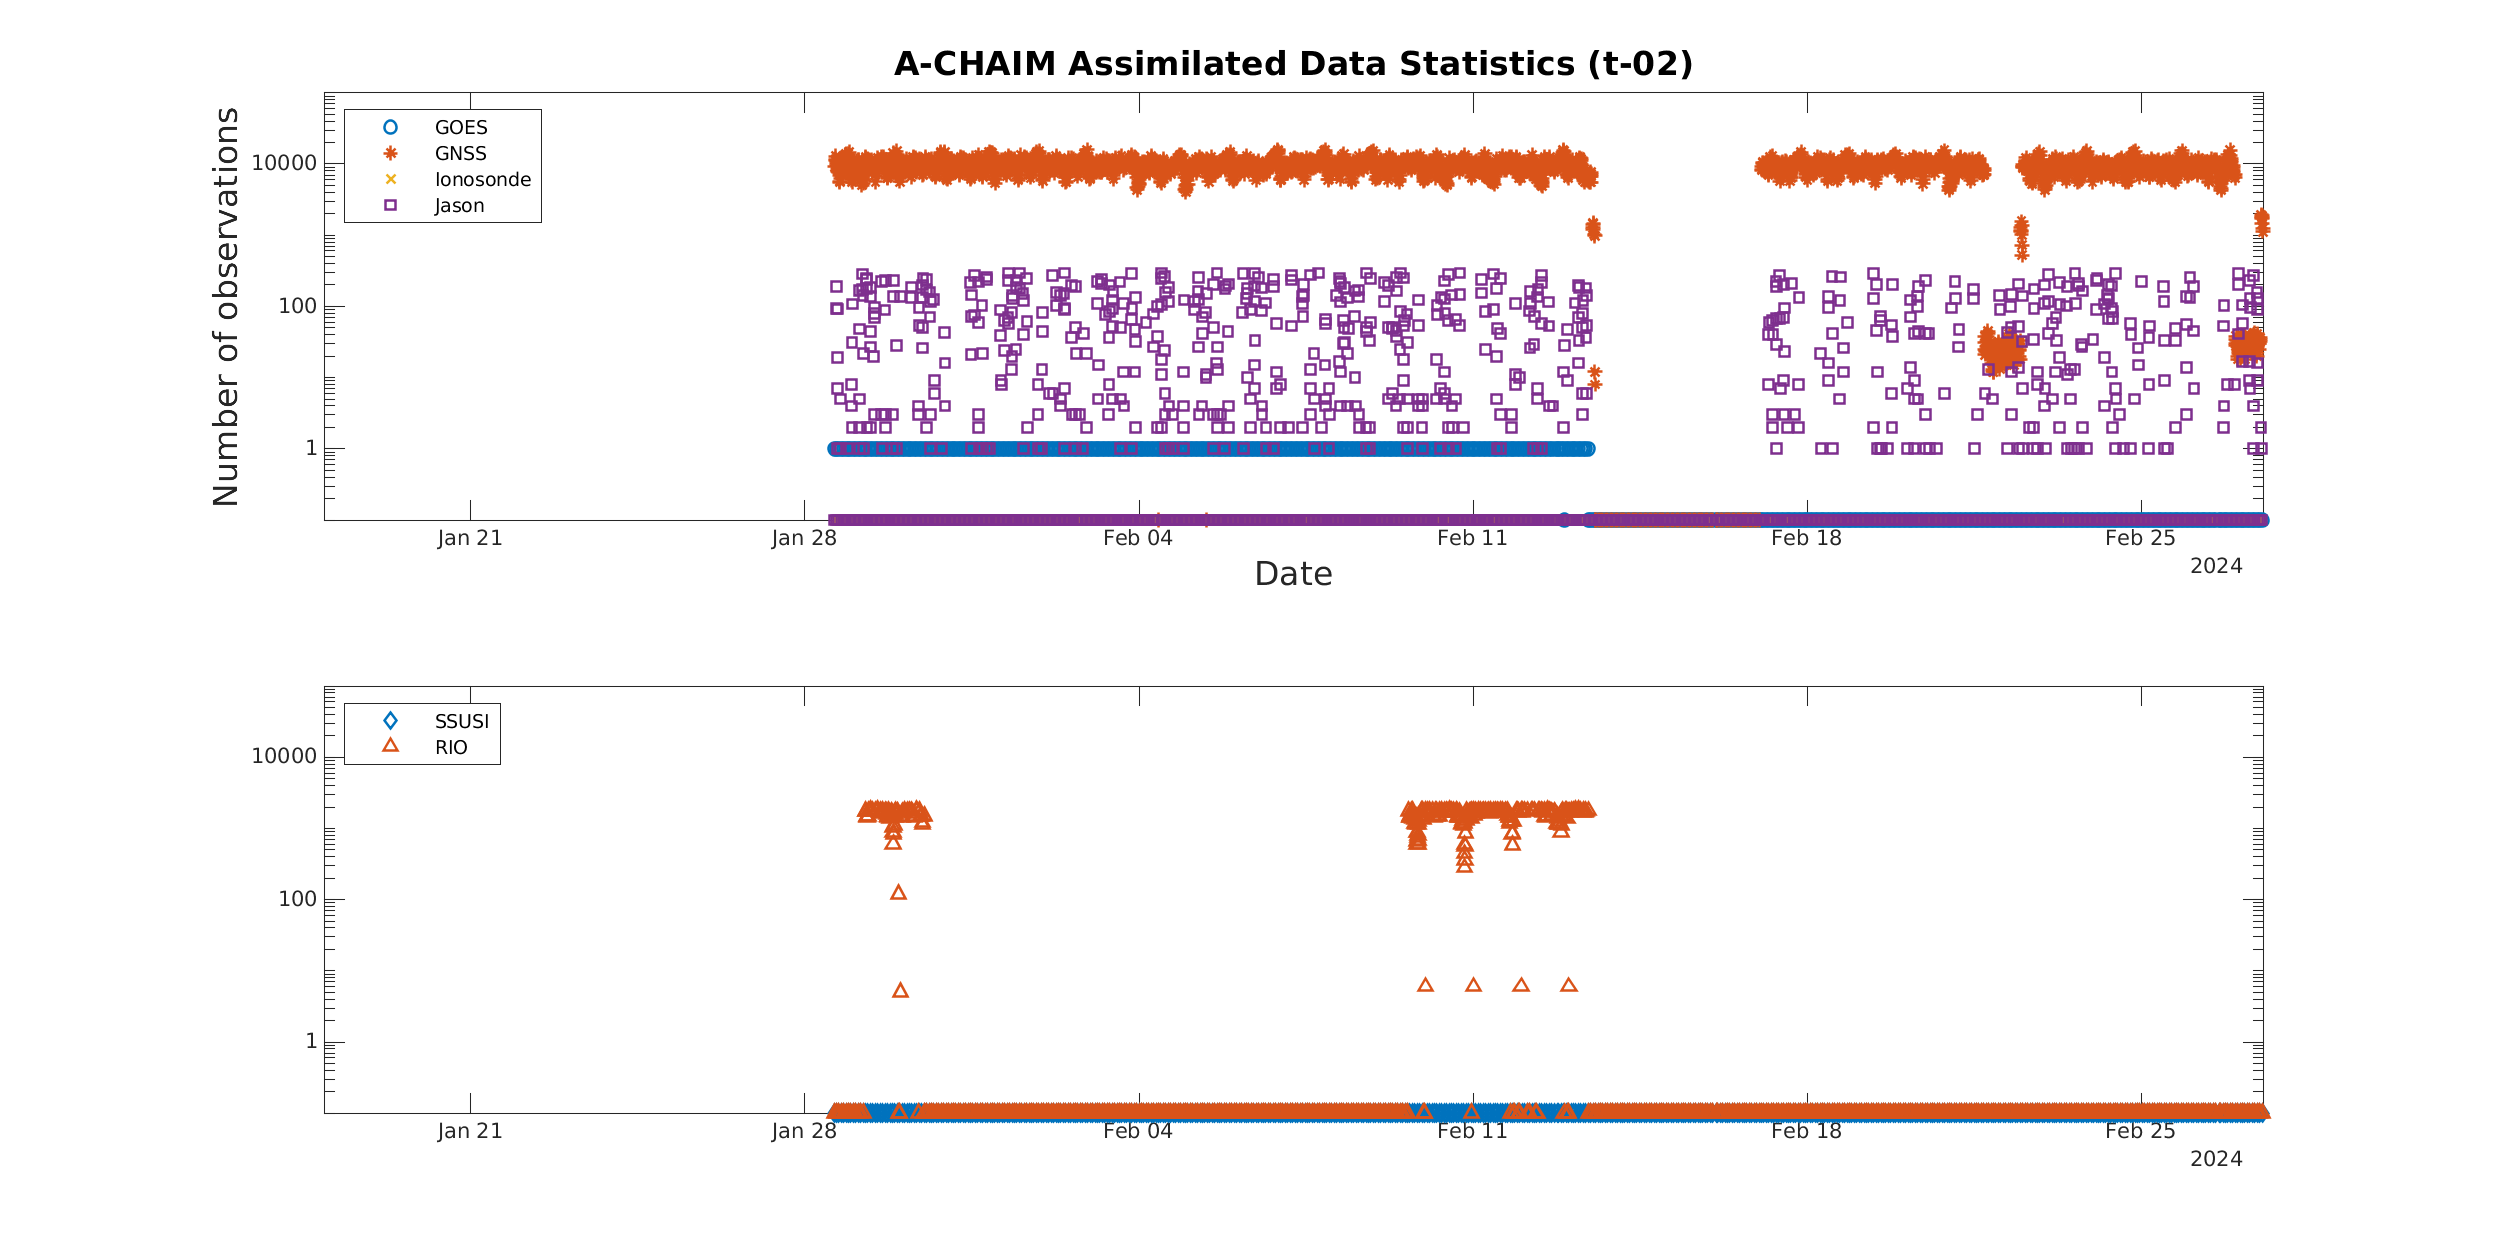 A-CHAIM Assimilated Data Statistics (t-02)
Number of observations
10000
100
1
GOES
GNSS
Ionosonde
Jason
Jan 21
Jan 28
Feb 04
Feb 11
Feb 18
Feb 25
2024
Date
10000
100
1
SSUSI
RIO
Jan 21
Jan 28
Feb 04
Feb 11
Feb 18
Feb 25
2024